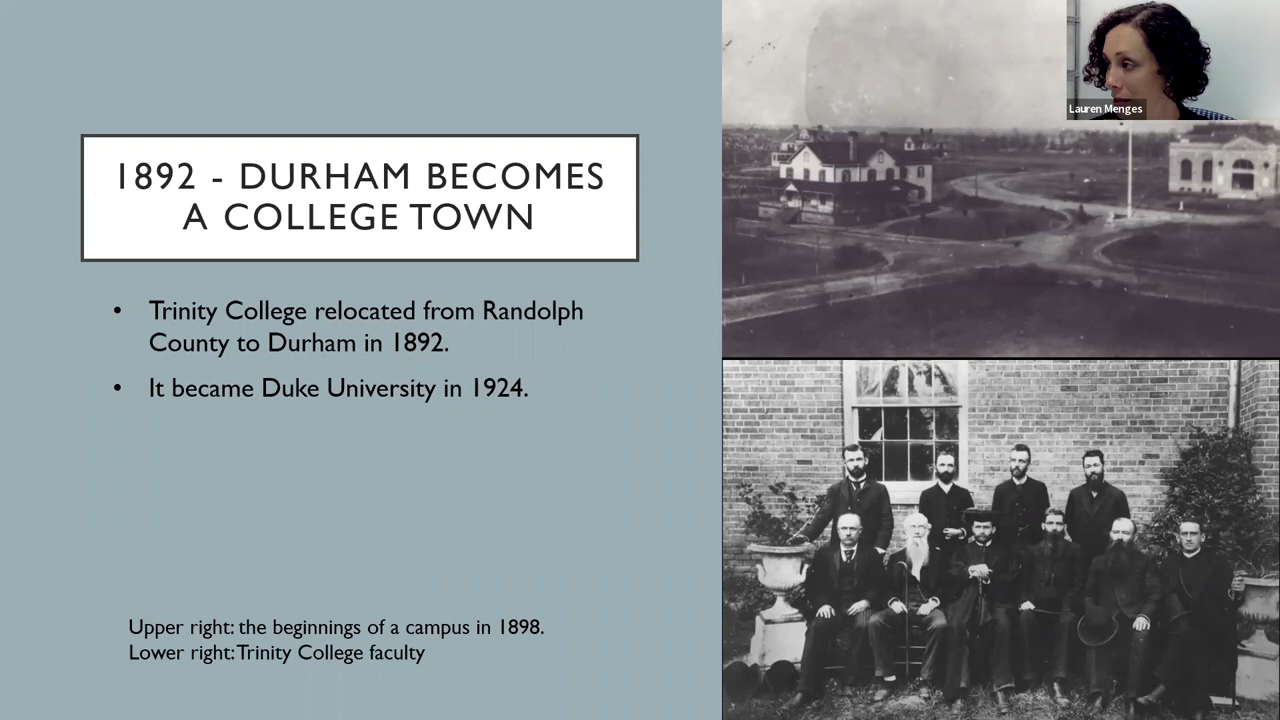 1892 - DURHAM BECOMES
A COLLEGE TOWN
• Trinity College relocated from Randolph
County to Durham in 1892.
• It became Duke University in 1924.
Upper right: the beginnings of a campus in 1898.
Lower right: Trinity College faculty
Lauren Menges